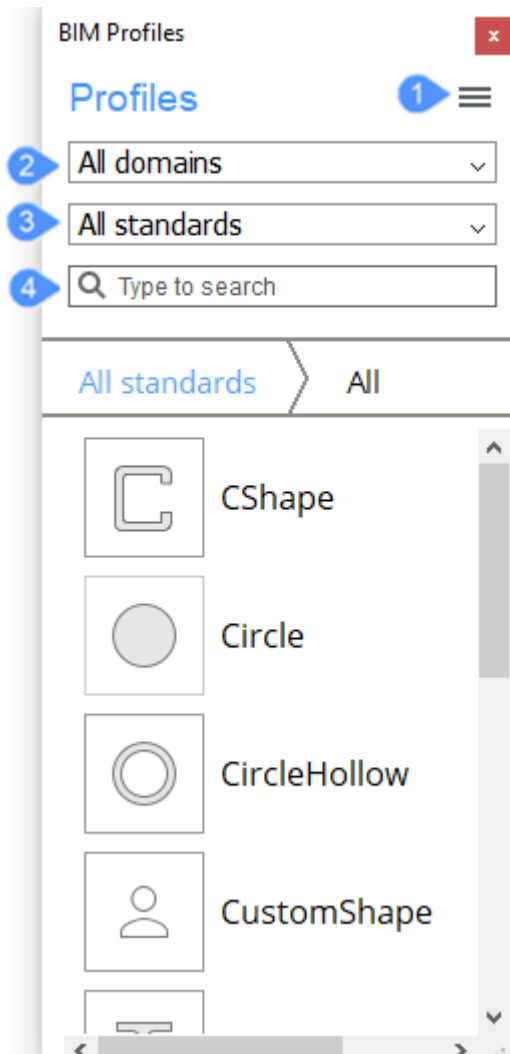 BIM Profiles
x
Profiles
1
2
All domains
3
All standards
4
Type to search
All standards
All
CShape
Circle
CircleHollow
CustomShape